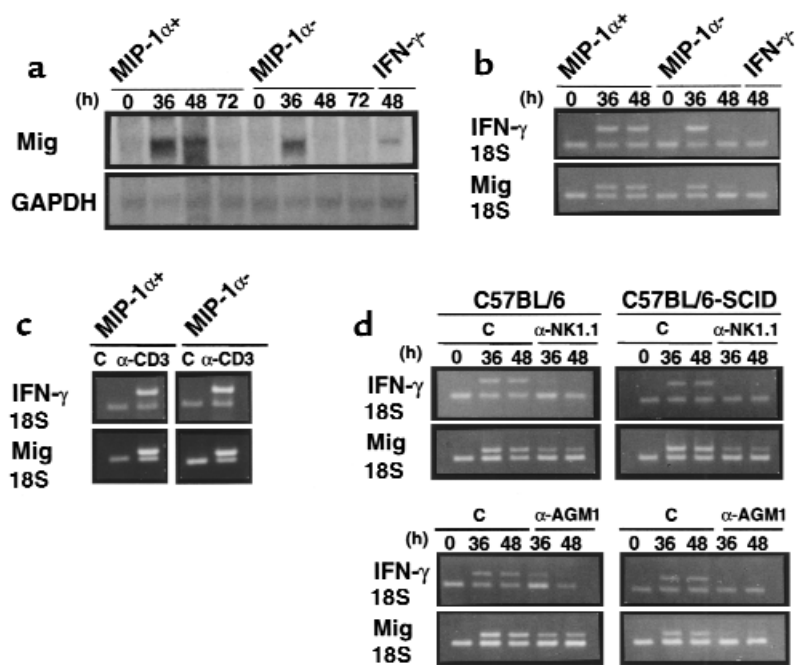 a
MIP-1α+ MIP-1α- IFN-γ-
(h) 0 36 48 72 0 36 48 72 48
Mig
GAPDH
b
MIP-1α+ MIP-1α- IFN-γ-
(h) 0 36 48 0 36 48 48
IFN-γ
18S
Mig
18S
c
MIP-1α+ MIP-1α-
C α-CD3 C α-CD3
IFN-γ
18S
Mig
18S
d
C57BL/6 C57BL/6-SCID
C α-NK1.1 C α-NK1.1
(h) 0 36 48 36 48 0 36 48 36 48
IFN-γ
18S
Mig
18S
C α-AGM1 C α-AGM1
(h) 0 36 48 36 48 0 36 48 36 48
IFN-γ
18S
Mig
18S